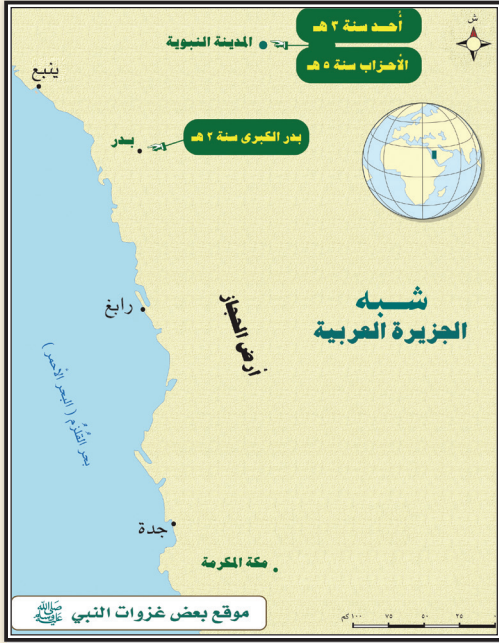 أحد سنة ٣ هـ
ش
المدينة النبوية
الأحزاب سنة ٥ هـ
ينبع
بدر الكبرى سنة ٢ هـ
بدر
شبه
الجزيرة العربية
رابغ
أرض الحجاز
بحر القُلْزُم (البحر الأحمر)
جدة
مكة المكرمة
موقع بعض غزوات النبي ﷺ
١٠٠ كم ٧٥ ٥٠ ٢٥